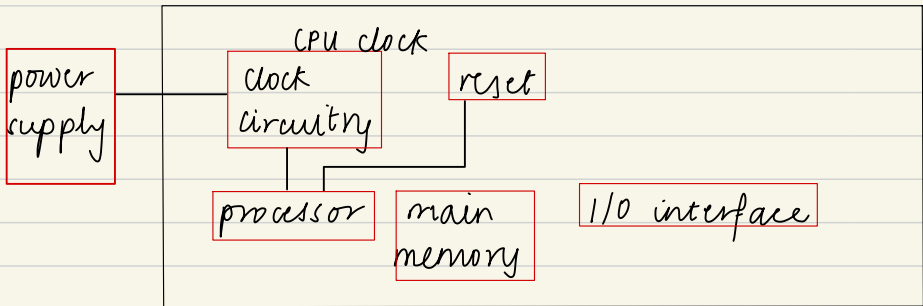 CPU clock
power
supply
clock
circuitry
reset
processor
main
memory
I/O interface